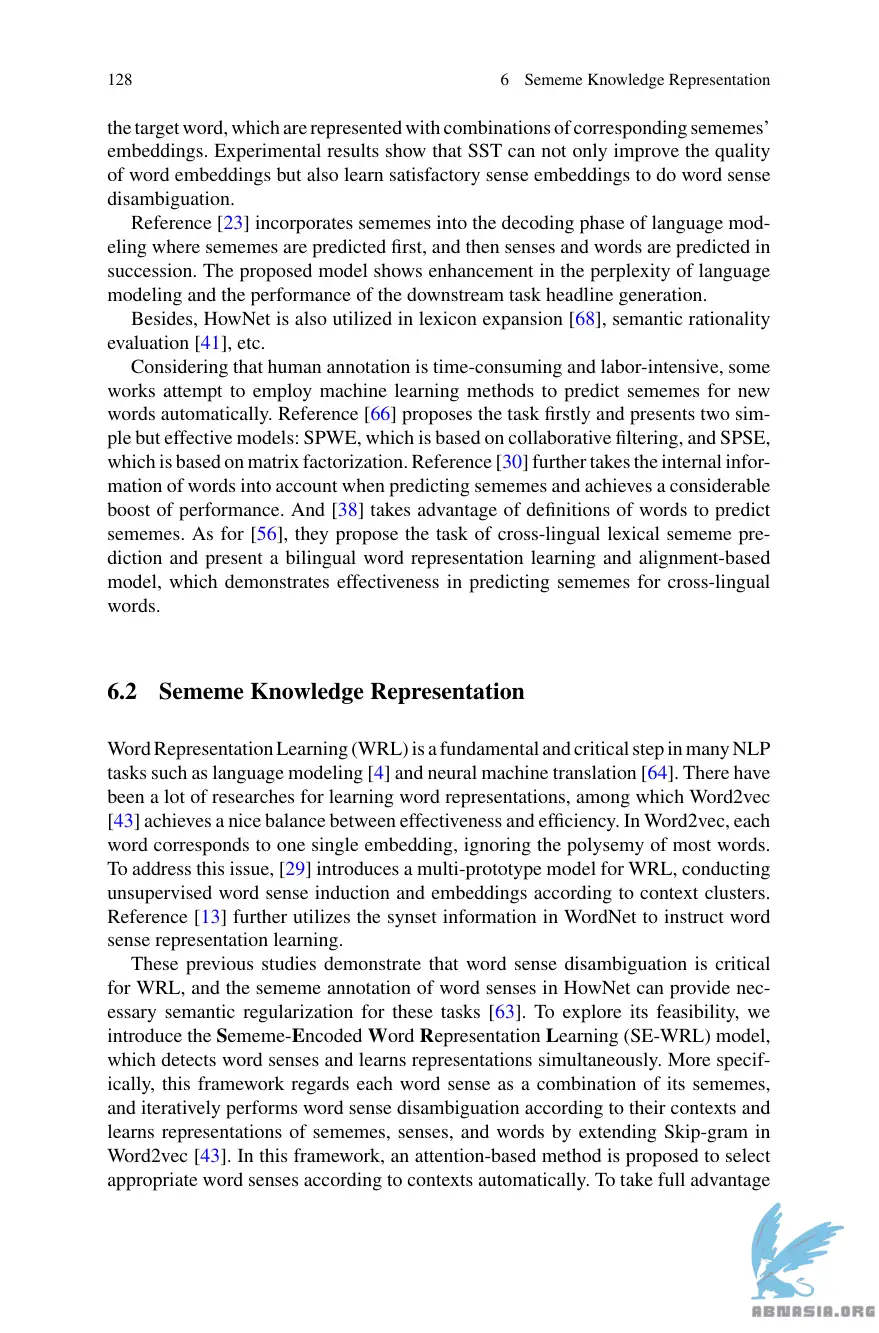 128
6 Sememe Knowledge Representation
the target word, which are represented with combinations of corresponding sememes’
embeddings. Experimental results show that SST can not only improve the quality
of word embeddings but also learn satisfactory sense embeddings to do word sense
disambiguation.
Reference [23] incorporates sememes into the decoding phase of language mod-
eling where sememes are predicted first, and then senses and words are predicted in
succession. The proposed model shows enhancement in the perplexity of language
modeling and the performance of the downstream task headline generation.
Besides, HowNet is also utilized in lexicon expansion [68], semantic rationality
evaluation [41], etc.
Considering that human annotation is time-consuming and labor-intensive, some
works attempt to employ machine learning methods to predict sememes for new
words automatically. Reference [66] proposes the task firstly and presents two sim-
ple but effective models: SPWE, which is based on collaborative filtering, and SPSE,
which is based on matrix factorization. Reference [30] further takes the internal infor-
mation of words into account when predicting sememes and achieves a considerable
boost of performance. And [38] takes advantage of definitions of words to predict
sememes. As for [56], they propose the task of cross-lingual lexical sememe pre-
diction and present a bilingual word representation learning and alignment-based
model, which demonstrates effectiveness in predicting sememes for cross-lingual
words.
6.2 Sememe Knowledge Representation
Word Representation Learning (WRL) is a fundamental and critical step in many NLP
tasks such as language modeling [4] and neural machine translation [64]. There have
been a lot of researches for learning word representations, among which Word2vec
[43] achieves a nice balance between effectiveness and efficiency. In Word2vec, each
word corresponds to one single embedding, ignoring the polysemy of most words.
To address this issue, [29] introduces a multi-prototype model for WRL, conducting
unsupervised word sense induction and embeddings according to context clusters.
Reference [13] further utilizes the synset information in WordNet to instruct word
sense representation learning.
These previous studies demonstrate that word sense disambiguation is critical
for WRL, and the sememe annotation of word senses in HowNet can provide nec-
essary semantic regularization for these tasks [63]. To explore its feasibility, we
introduce the Sememe-Encoded Word Representation Learning (SE-WRL) model,
which detects word senses and learns representations simultaneously. More specif-
ically, this framework regards each word sense as a combination of its sememes,
and iteratively performs word sense disambiguation according to their contexts and
learns representations of sememes, senses, and words by extending Skip-gram in
Word2vec [43]. In this framework, an attention-based method is proposed to select
appropriate word senses according to contexts automatically. To take full advantage
ABNASIA.ORG